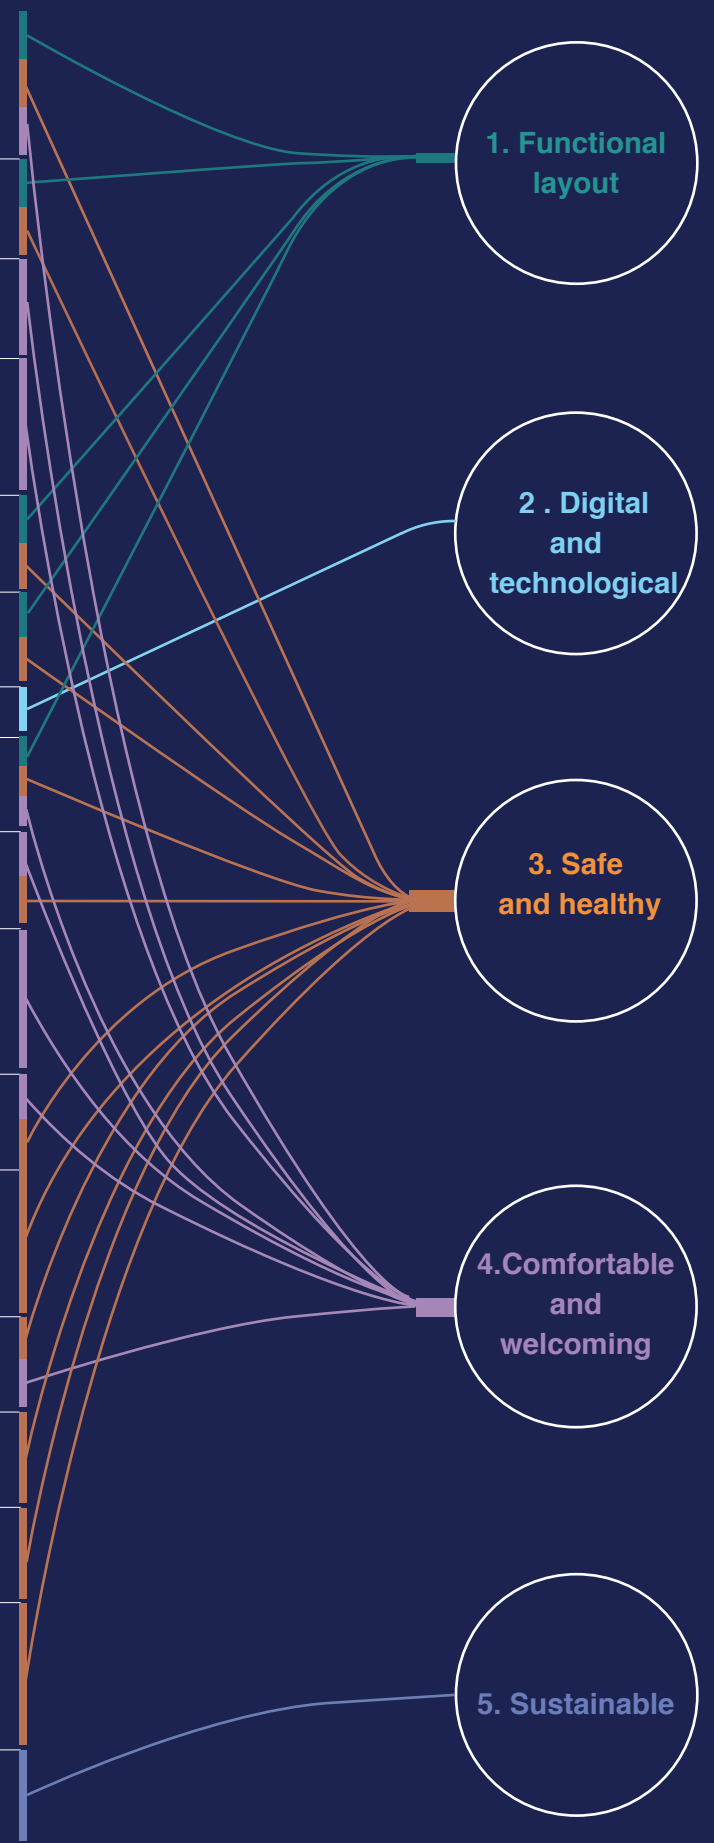 1. Functional
layout
2 . Digital
and
technological
3. Safe
and healthy
4.Comfortable
and
welcoming
5. Sustainable